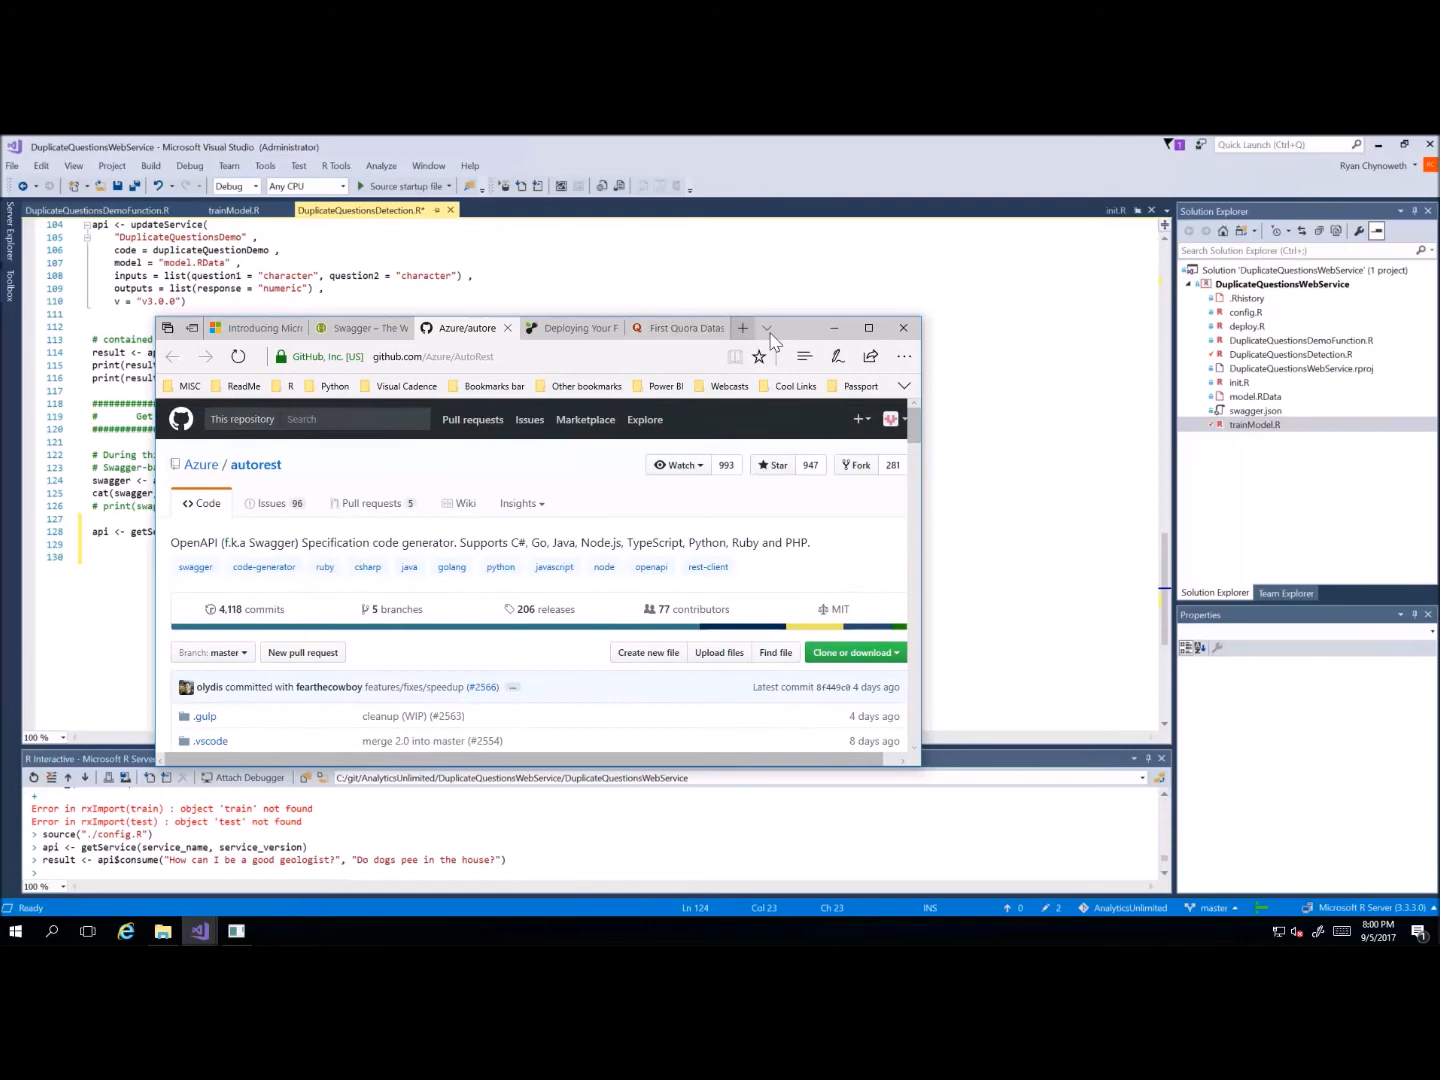 DuplicateQuestionsWebService - Microsoft Visual Studio (Administrator)
1
Quick Launch (Ctrl+Q)
File Edit View Project Build Debug Team Tools Test R Tools Analyze Window Help
Ryan Chynoweth
RC
Debug Any CPU Source startup file
Server Explorer
Toolbox
DuplicateQuestionsDemoFunction.R trainModel.R DuplicateQuestionsDetection.R* init.R
104 api <- updateService(
105 "DuplicateQuestionsDemo" ,
106 code = duplicateQuestionDemo ,
107 model = "model.RData" ,
108 inputs = list(question1 = "character", question2 = "character") ,
109 outputs = list(response = "numeric") ,
110 v = "v3.0.0")
111
112
113 # contained
114 result <- ap
115 print(resul
116 print(resul
117
118 ############
119 # Get
120 ############
121
122 # During thi
123 # Swagger-ba
124 swagger <- a
125 cat(swagger,
126 # print(swag
127
128 api <- getSe
129
130
100 %
Introducing Micr Swagger – The W Azure/autore Deploying Your F First Quora Datas
GitHub, Inc. [US] github.com/Azure/AutoRest
MISC ReadMe R Python Visual Cadence Bookmarks bar Other bookmarks Power BI Webcasts Cool Links Passport
This repository Search Pull requests Issues Marketplace Explore
Azure / autorest
Watch 993 Star 947 Fork 281
Code Issues 96 Pull requests 5 Wiki Insights
OpenAPI (f.k.a Swagger) Specification code generator. Supports C#, Go, Java, Node.js, TypeScript, Python, Ruby and PHP.
swagger code-generator ruby csharp java golang python javascript node openapi rest-client
4,118 commits 5 branches 206 releases 77 contributors MIT
Branch: master New pull request Create new file Upload files Find file Clone or download
olydis committed with fearthecowboy features/fixes/speedup (#2566) ... Latest commit 8f449c0 4 days ago
.gulp cleanup (WIP) (#2563) 4 days ago
.vscode merge 2.0 into master (#2554) 8 days ago
Solution Explorer
Search Solution Explorer (Ctrl+;)
Solution 'DuplicateQuestionsWebService' (1 project)
DuplicateQuestionsWebService
.Rhistory
config.R
deploy.R
DuplicateQuestionsDemoFunction.R
DuplicateQuestionsDetection.R
DuplicateQuestionsWebService.rproj
init.R
model.RData
swagger.json
trainModel.R
Solution Explorer Team Explorer
Properties
R Interactive - Microsoft R Serve
Attach Debugger C:/git/AnalyticsUnlimited/DuplicateQuestionsWebService/DuplicateQuestionsWebService
+
Error in rxImport(train) : object 'train' not found
Error in rxImport(test) : object 'test' not found
> source("./config.R")
> api <- getService(service_name, service_version)
> result <- api$consume("How can I be a good geologist?", "Do dogs pee in the house?")
>
100 %
Ready Ln 124 Col 23 Ch 23 INS 0 2 AnalyticsUnlimited master Microsoft R Server (3.3.3.0)
8:00 PM
9/5/2017
1